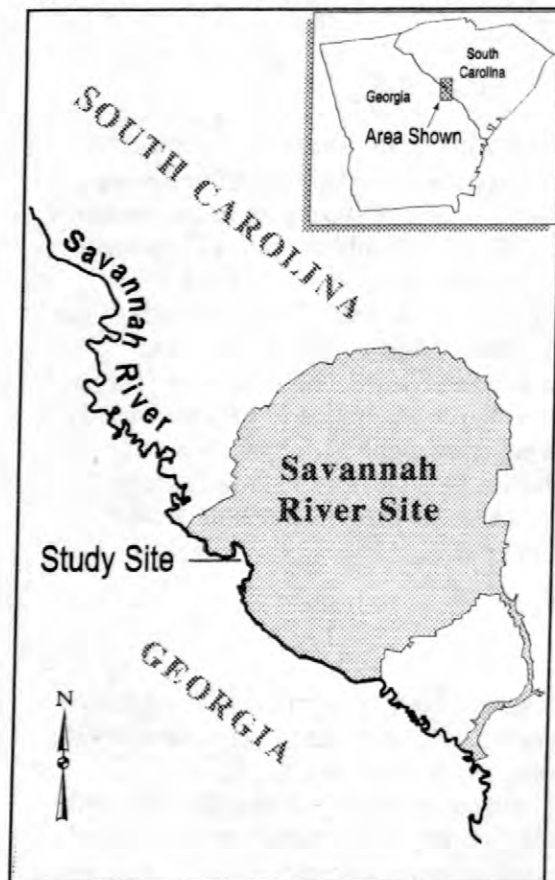 South
Carolina
Georgia
Area Shown
SOUTH CAROLINA
Savannah River
Savannah
River Site
Study Site
GEORGIA
N